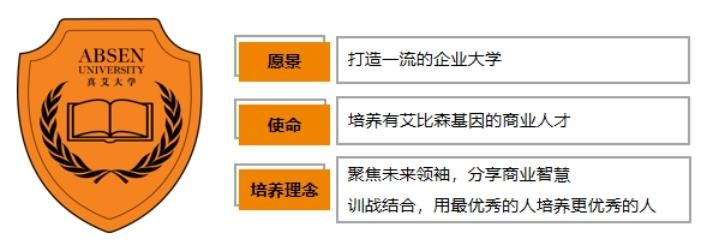 ABSEN
UNIVERSITY
真艾大学
愿景
打造一流的企业大学
使命
培养有艾比森基因的商业人才
培养理念
聚焦未来领袖，分享商业智慧
训战结合，用最优秀的人培养更优秀的人